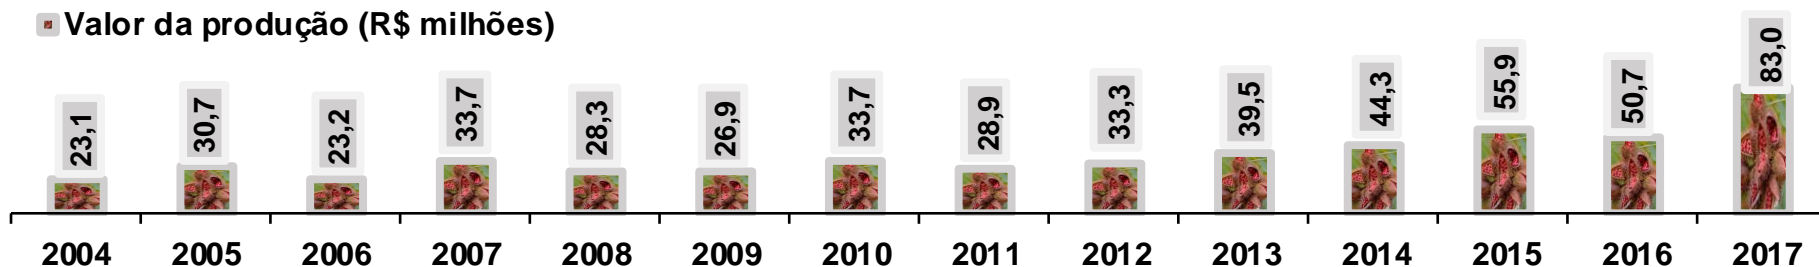 Valor da produção (R$ milhões)
23,1 30,7 23,2 33,7 28,3 26,9 33,7 28,9 33,3 39,5 44,3 55,9 50,7 83,0
2004 2005 2006 2007 2008 2009 2010 2011 2012 2013 2014 2015 2016 2017